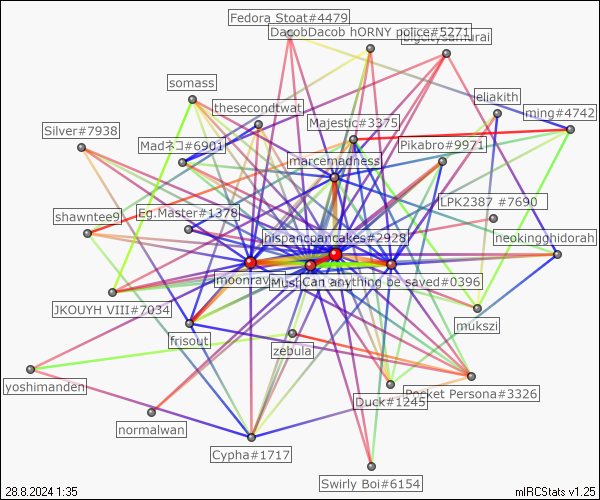 Fedora Stoat#4479
DacobDacob hORNY police#5271
bigcitysamurai
somass
eliakith
thesecondtwat
ming#4742
Majestic#3375
Silver#7938
Madネコ#6901
Pikabro#9971
marcemadness
LPK2387 #7690
shawntee9
Eg.Master#1378
hispancpancakes#2928
neokingghidorah
moonrav
Mush
Can anything be saved#0396
JKOUYH VIII#7034
mukszi
frisout
zebula
yoshimanden
Pocket Persona#3326
Duck#1245
normalwan
Cypha#1717
Swirly Boi#6154
28.8.2024 1:35
mIRCStats v1.25